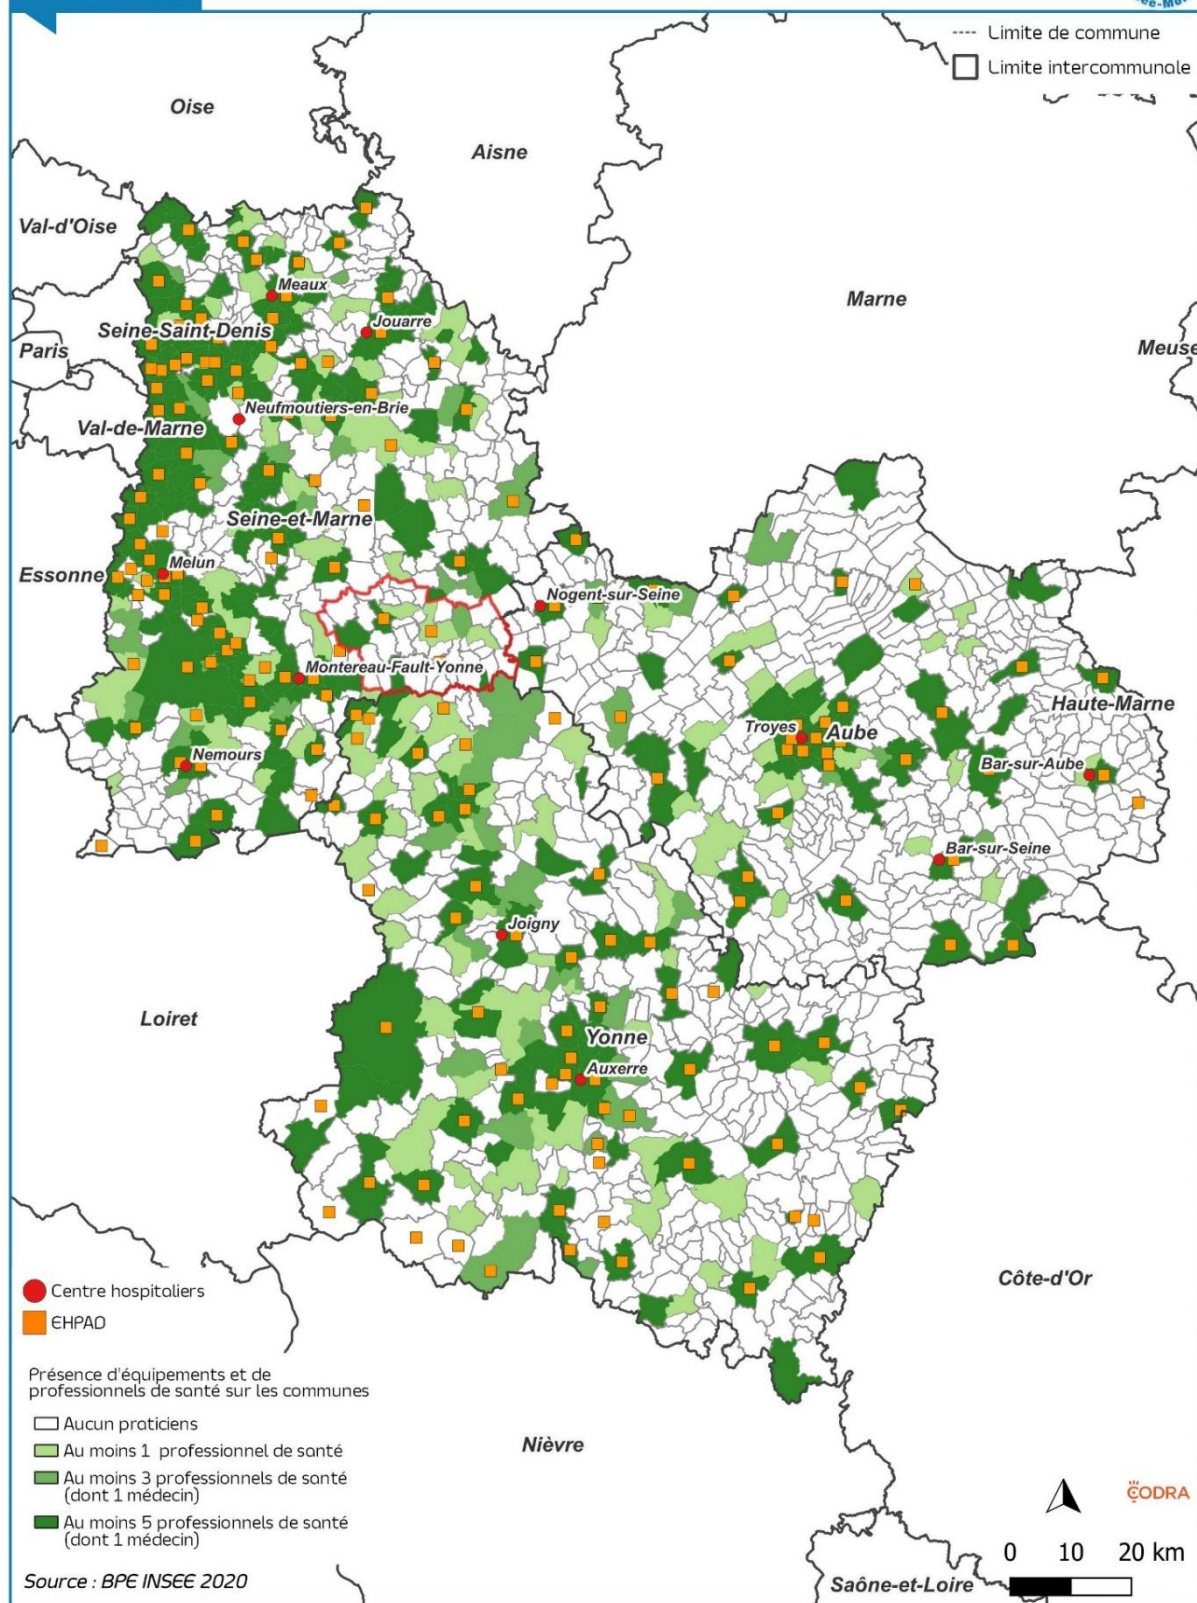 Limite de commune
Limite intercommunale
Oise
Aisne
Val-d'Oise
Marne
Meaux
Seine-Saint-Denis
Jouarre
Paris
Meuse
Neufmoutiers-en-Brie
Val-de-Marne
Seine-et-Marne
Melun
Essonne
Nogent-sur-Seine
Montereau-Fault-Yonne
Haute-Marne
Troyes
Aube
Nemours
Bar-sur-Aube
Bar-sur-Seine
Joigny
Loiret
Yonne
Auxerre
Côte-d'Or
Centre hospitaliers
EHPAD
Présence d'équipements et de
professionnels de santé sur les communes
Aucun praticiens
Au moins 1 professionnel de santé
Au moins 3 professionnels de santé
(dont 1 médecin)
Au moins 5 professionnels de santé
(dont 1 médecin)
Nièvre
CODRA
0 10 20 km
Source : BPE INSEE 2020
Saône-et-Loire